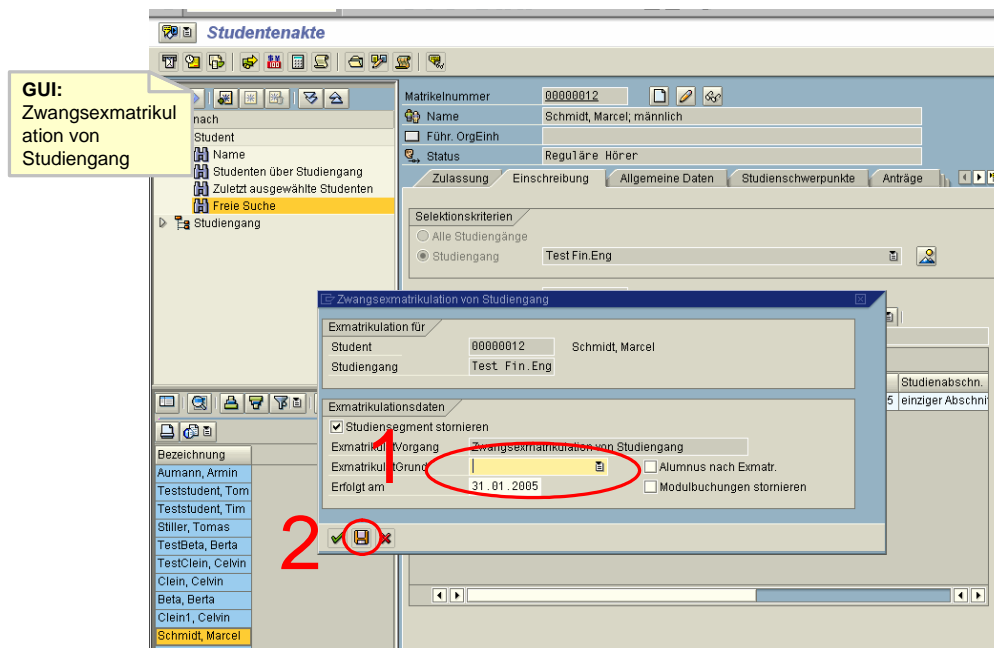 Studentenakte
GUI:
Zwangsexmatrikul
ation von
Studiengang
nach
Student
Name
Studenten über Studiengang
Zuletzt ausgewählte Studenten
Freie Suche
Studiengang
Matrikelnummer 00000012
Name Schmidt, Marcel; männlich
Führ. OrgEinh
Status Reguläre Hörer
Zulassung Einschreibung Allgemeine Daten Studienschwerpunkte Anträge
Selektionskriterien
Alle Studiengänge
Studiengang Test Fin.Eng
Zwangsexmatrikulation von Studiengang
Exmatrikulation für
Student 00000012 Schmidt, Marcel
Studiengang Test Fin.Eng
Exmatrikulationsdaten
Studiensegment stornieren
Exmatrikulat Vorgang Zwangsexmatrikulation von Studiengang
Exmatrikulat Grund Alumnus nach Exmatr.
Erfolgt am 31.01.2005 Modulbuchungen stornieren
1
2
Studienabschn.
5 einziger Abschni
Bezeichnung
Aumann, Armin
Teststudent, Tom
Teststudent, Tim
Stiller, Tomas
TestBeta, Berta
TestClein, Celvin
Clein, Celvin
Beta, Berta
Clein1, Celvin
Schmidt, Marcel